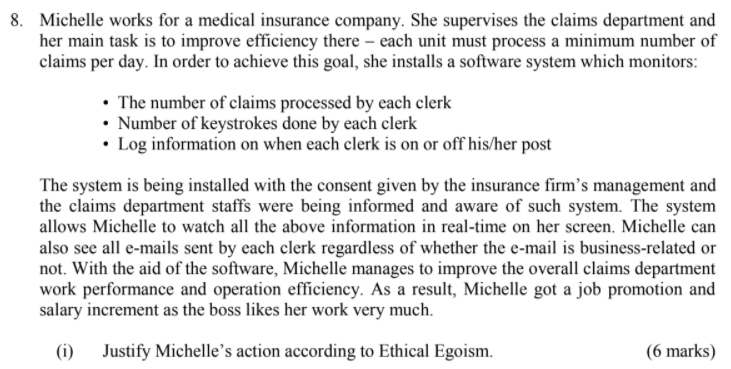 8. Michelle works for a medical insurance company. She supervises the claims department and
her main task is to improve efficiency there – each unit must process a minimum number of
claims per day. In order to achieve this goal, she installs a software system which monitors:
• The number of claims processed by each clerk
• Number of keystrokes done by each clerk
• Log information on when each clerk is on or off his/her post
The system is being installed with the consent given by the insurance firm's management and
the claims department staffs were being informed and aware of such system. The system
allows Michelle to watch all the above information in real-time on her screen. Michelle can
also see all e-mails sent by each clerk regardless of whether the e-mail is business-related or
not. With the aid of the software, Michelle manages to improve the overall claims department
work performance and operation efficiency. As a result, Michelle got a job promotion and
salary increment as the boss likes her work very much.
(i) Justify Michelle's action according to Ethical Egoism. (6 marks)